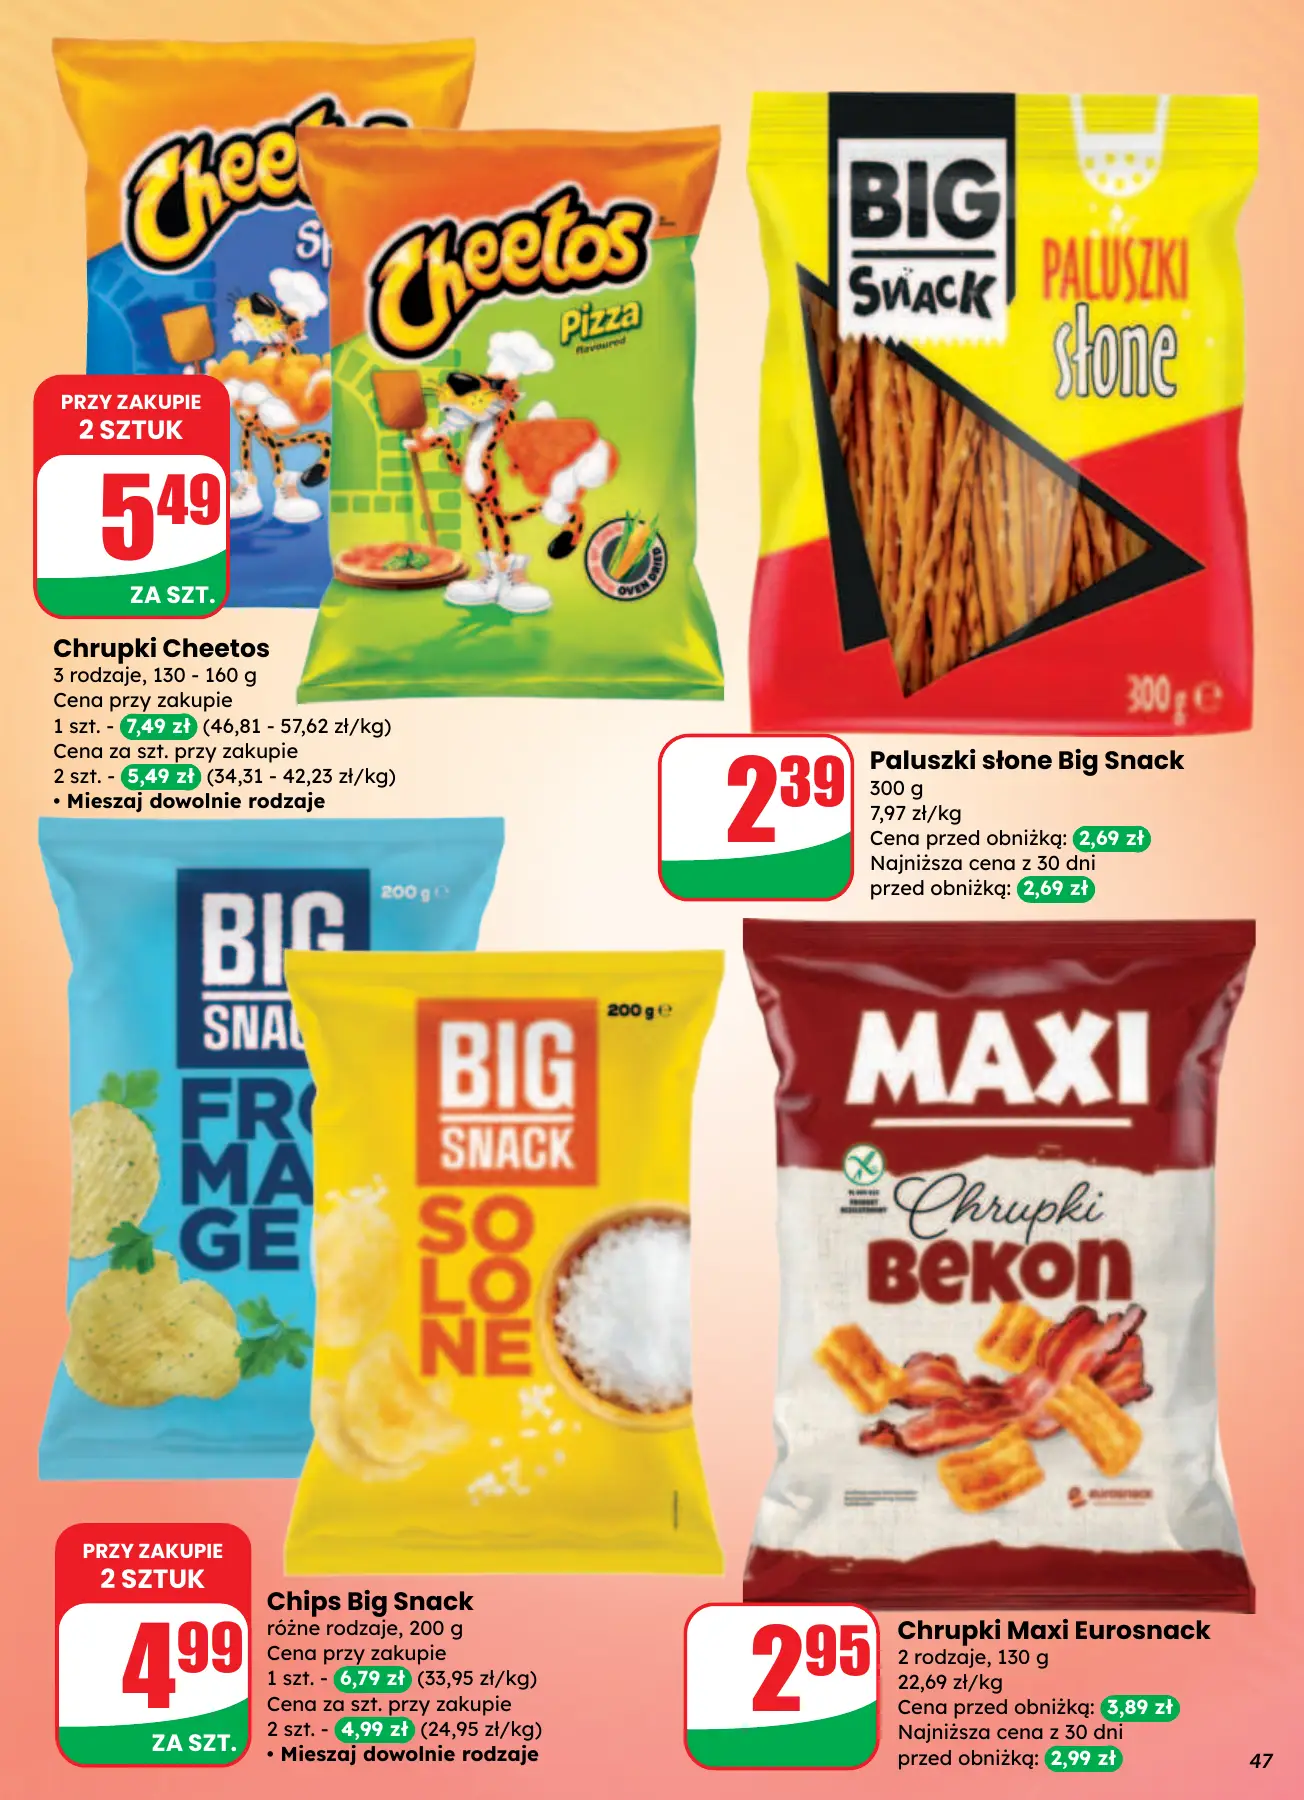 Cheetos
Pizza
flavoured
OVEN DRIED
PRZY ZAKUPIE
2 SZTUK
5 49
ZA SZT.
Chrupki Cheetos
3 rodzaje, 130 - 160 g
Cena przy zakupie
1 szt. - 7,49 zł (46,81 - 57,62 zł/kg)
Cena za szt. przy zakupie
2 szt. - 5,49 zł (34,31 - 42,23 zł/kg)
• Mieszaj dowolnie rodzaje
BIG
SNACK
PALUSZKI
słone
300 g ℮
2 39
Paluszki słone Big Snack
300 g
7,97 zł/kg
Cena przed obniżką: 2,69 zł
Najniższa cena z 30 dni
przed obniżką: 2,69 zł
200 g ℮
BIG
SNAC
FRO
MA
GE
200 g ℮
BIG
SNACK
SO
LO
NE
PRZY ZAKUPIE
2 SZTUK
4 99
ZA SZT.
Chips Big Snack
różne rodzaje, 200 g
Cena przy zakupie
1 szt. - 6,79 zł (33,95 zł/kg)
Cena za szt. przy zakupie
2 szt. - 4,99 zł (24,95 zł/kg)
• Mieszaj dowolnie rodzaje
MAXI
Chrupki
BeKon
eurosnack
2 95
Chrupki Maxi Eurosnack
2 rodzaje, 130 g
22,69 zł/kg
Cena przed obniżką: 3,89 zł
Najniższa cena z 30 dni
przed obniżką: 2,99 zł
47